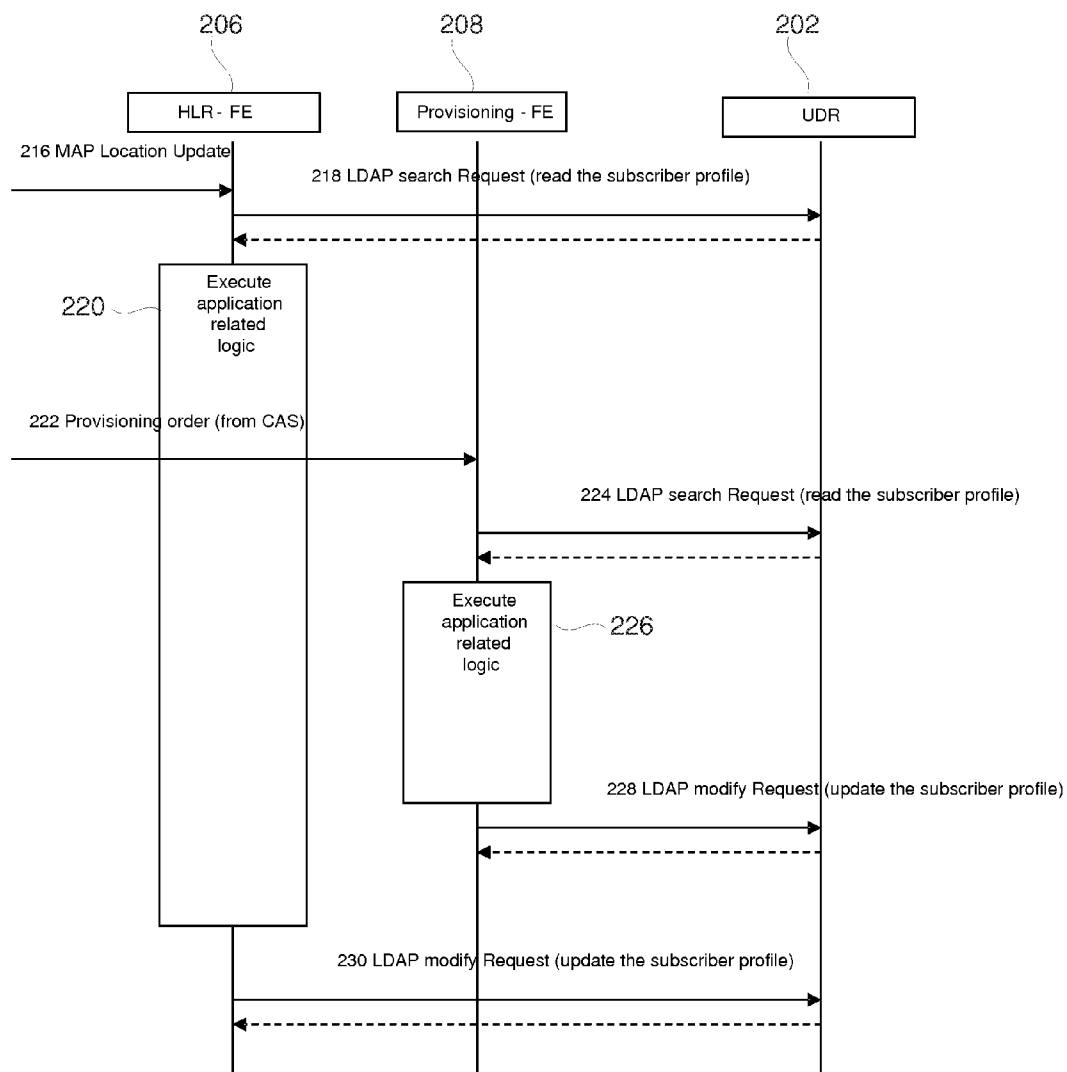 206
208
202
HLR - FE
Provisioning - FE
UDR
216 MAP Location Update
218 LDAP search Request (read the subscriber profile)
220
Execute
application
related
logic
222 Provisioning order (from CAS)
224 LDAP search Request (read the subscriber profile)
Execute
application
related
logic
226
228 LDAP modify Request (update the subscriber profile)
230 LDAP modify Request (update the subscriber profile)